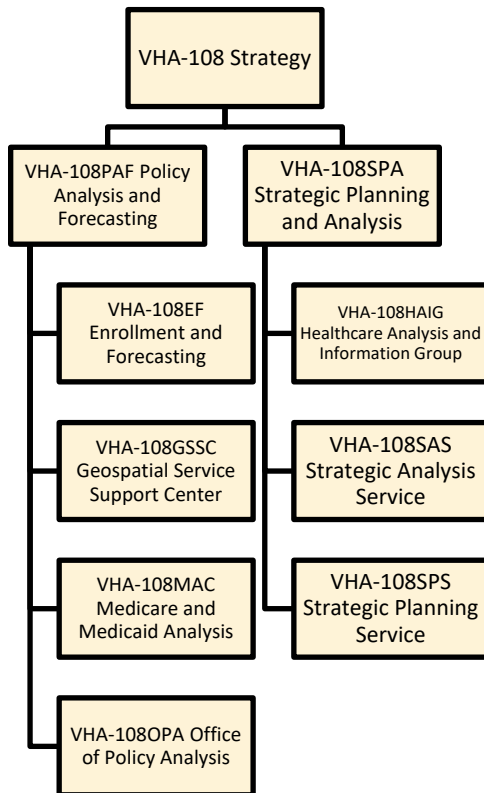 VHA-108 Strategy
VHA-108PAF Policy
Analysis and
Forecasting
VHA-108SPA
Strategic Planning
and Analysis
VHA-108EF
Enrollment and
Forecasting
VHA-108HAIG
Healthcare Analysis and
Information Group
VHA-108GSSC
Geospatial Service
Support Center
VHA-108SAS
Strategic Analysis
Service
VHA-108MAC
Medicare and
Medicaid Analysis
VHA-108SPS
Strategic Planning
Service
VHA-108OPA Office
of Policy Analysis